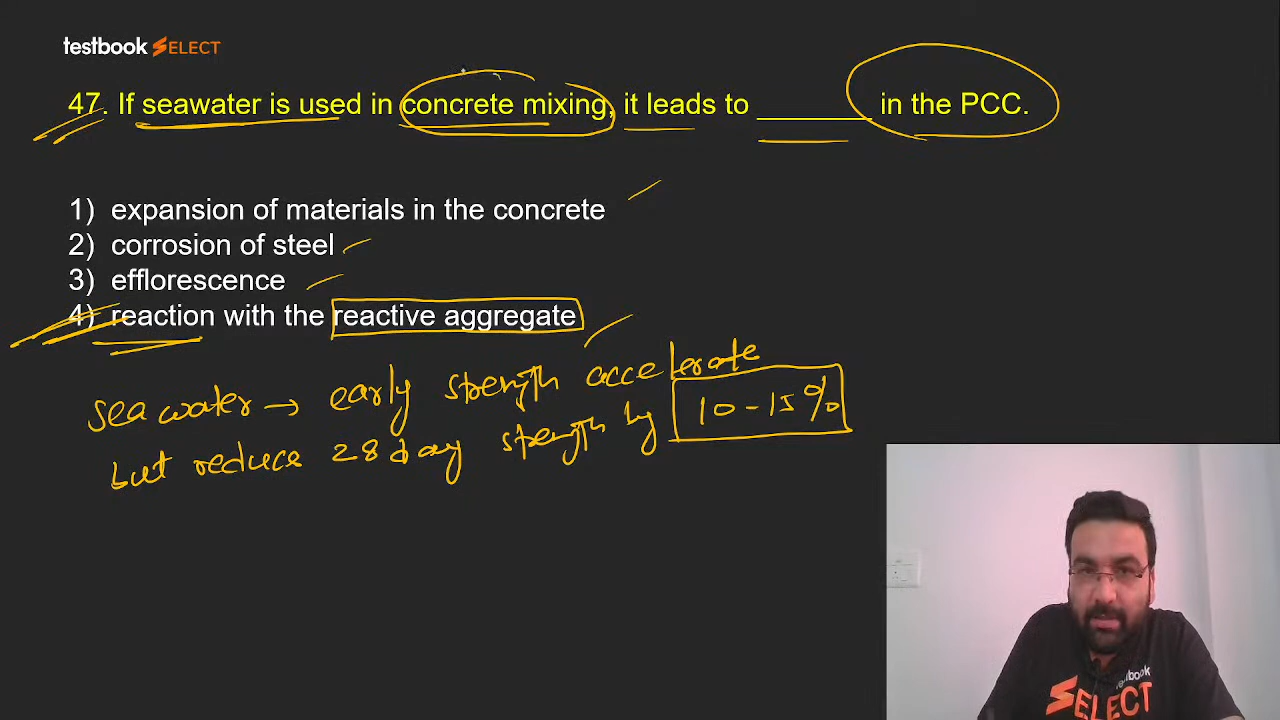 testbook SELECT
47. If seawater is used in concrete mixing, it leads to ________ in the PCC.
1) expansion of materials in the concrete
2) corrosion of steel
3) efflorescence
4) reaction with the reactive aggregate
sea water → early strength accelerate
but reduce 28 day strength by 10-15%
testbook
SELECT